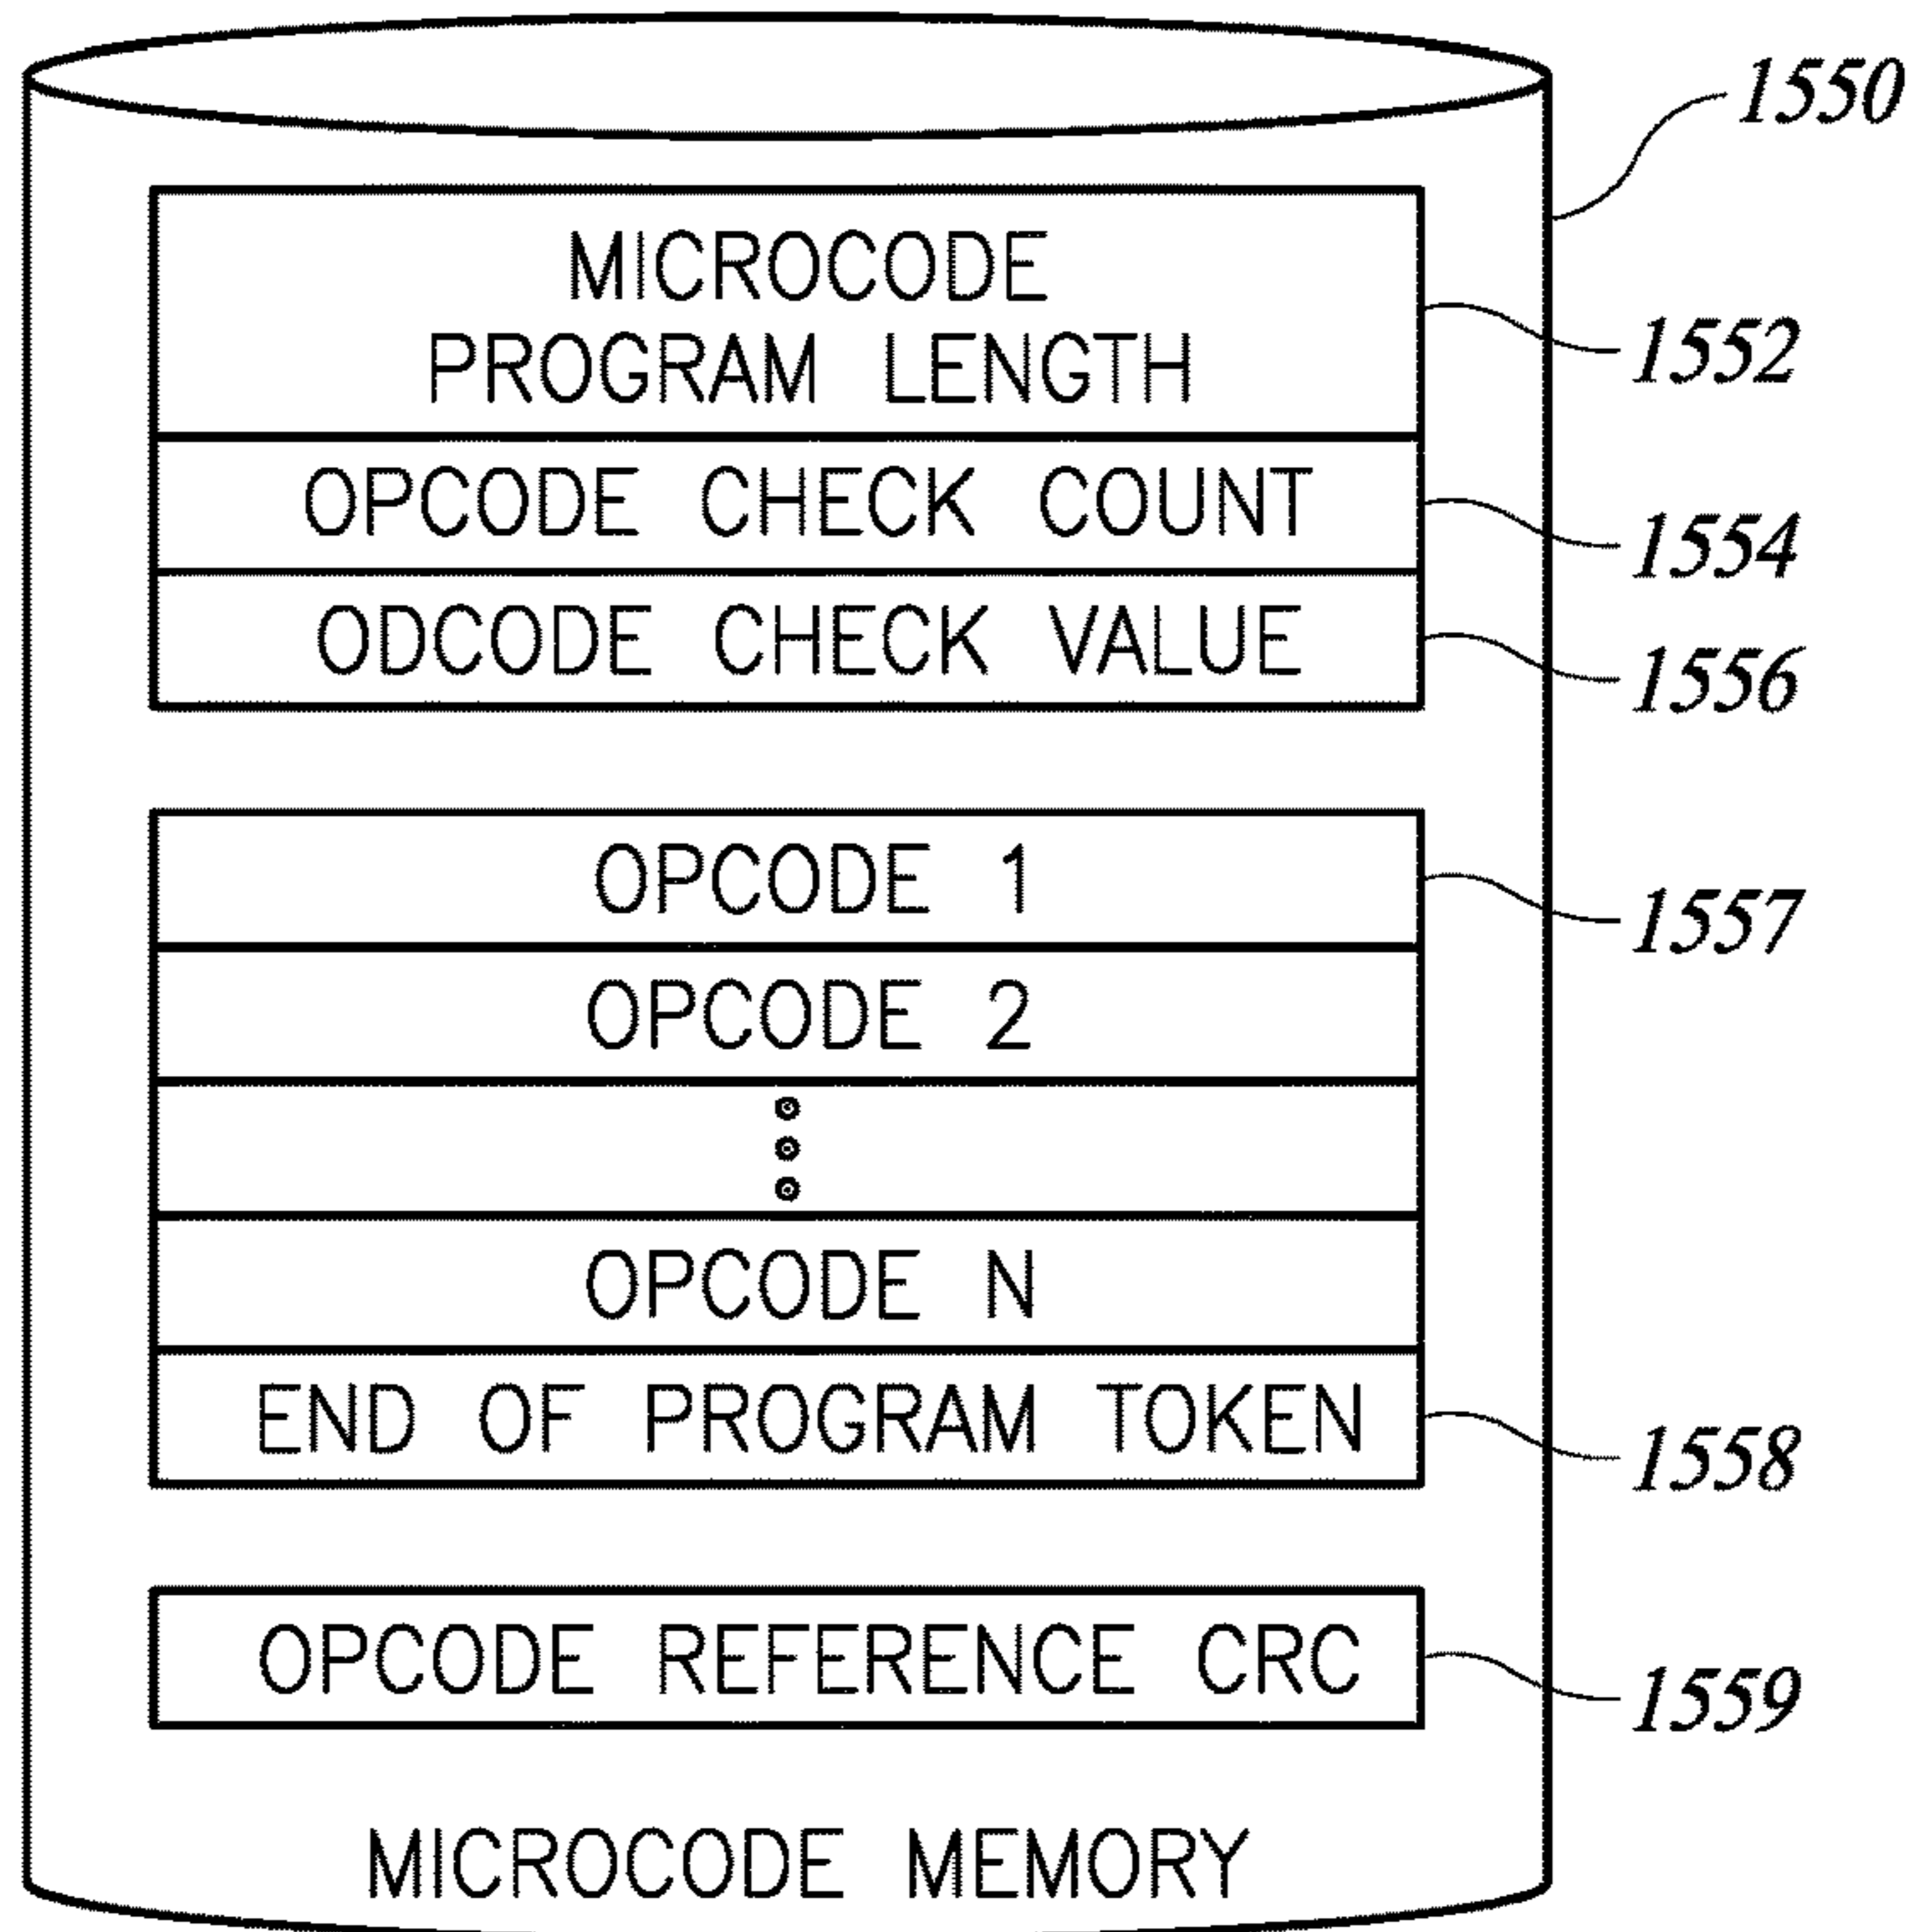 1550
MICROCODE
PROGRAM LENGTH
1552
OPCODE CHECK COUNT
1554
ODCODE CHECK VALUE
1556
OPCODE 1
1557
OPCODE 2
OPCODE N
END OF PROGRAM TOKEN
1558
OPCODE REFERENCE CRC
1559
MICROCODE MEMORY